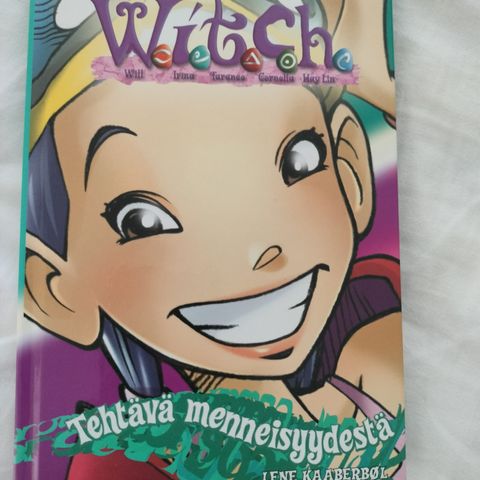 W.i.t.c.h.
Will Irma Taranee Cornelia Hay Lin
Tehtävä menneisyydestä
LENE KAABERBØL